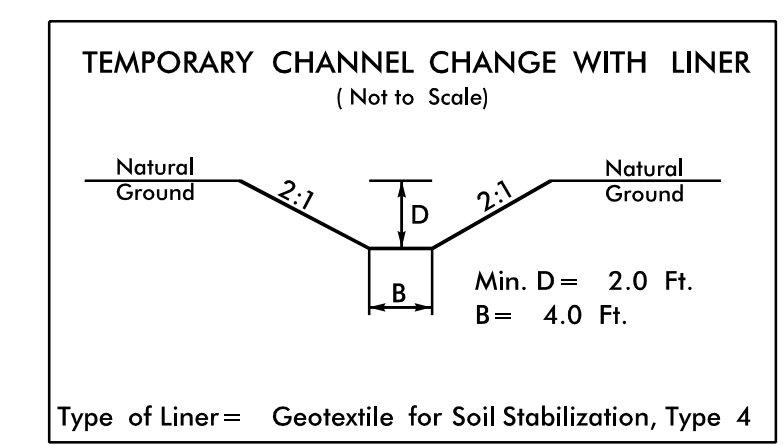 TEMPORARY CHANNEL CHANGE WITH LINER
( Not to Scale)
Natural
Ground
2:1
D
2:1
Natural
Ground
B
Min. D = 2.0 Ft.
B = 4.0 Ft.
Type of Liner = Geotextile for Soil Stabilization, Type 4